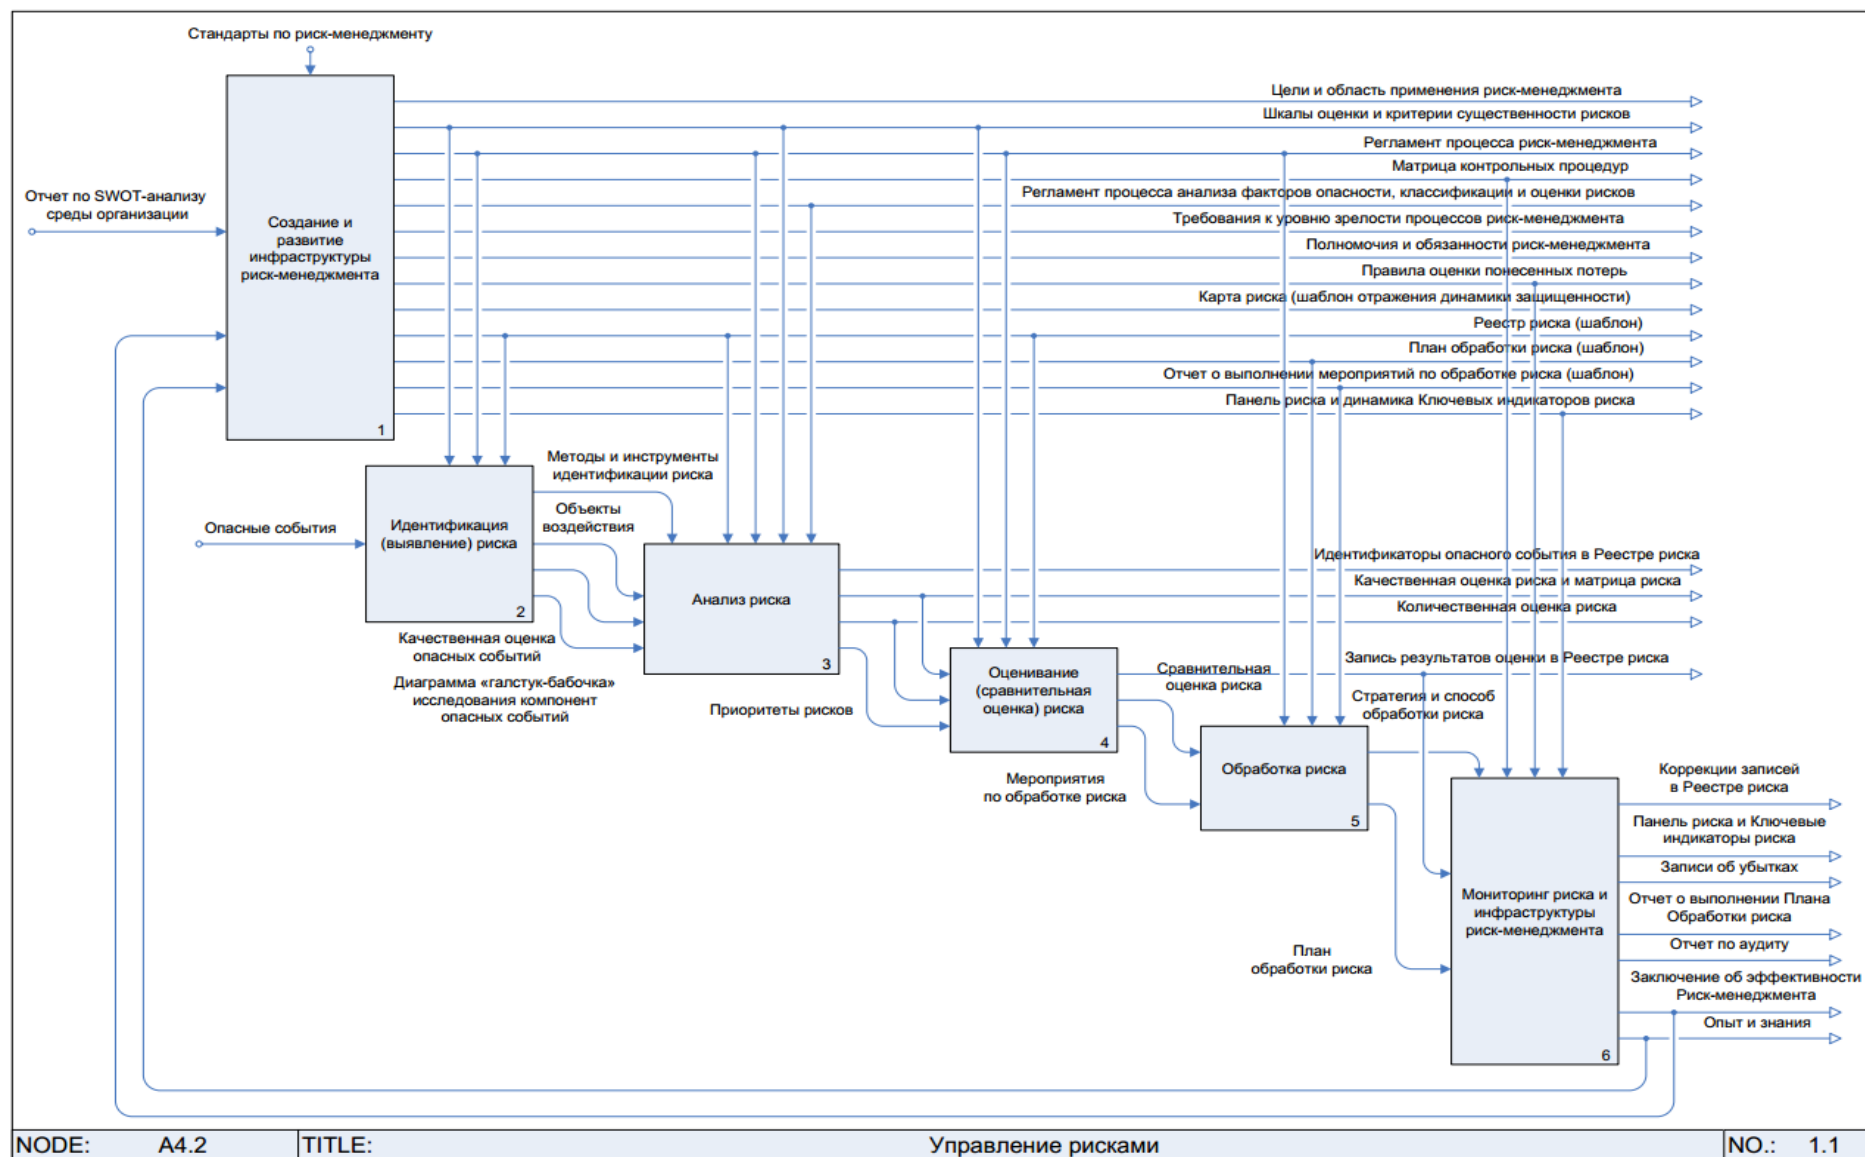 Стандарты по риск-менеджменту
Цели и область применения риск-менеджмента
Шкалы оценки и критерии существенности рисков
Регламент процесса риск-менеджмента
Матрица контрольных процедур
Регламент процесса анализа факторов опасности, классификации и оценки рисков
Требования к уровню зрелости процессов риск-менеджмента
Полномочия и обязанности риск-менеджмента
Правила оценки понесенных потерь
Карта риска (шаблон отражения динамики защищенности)
Реестр риска (шаблон)
План обработки риска (шаблон)
Отчет о выполнении мероприятий по обработке риска (шаблон)
Панель риска и динамика Ключевых индикаторов риска
Отчет по SWOT-анализу
среды организации
Создание и
развитие
инфраструктуры
риск-менеджмента
1
Методы и инструменты
идентификации риска
Объекты
воздействия
Опасные события
Идентификация
(выявление) риска
2
Качественная оценка
опасных событий
Диаграмма «галстук-бабочка»
исследования компонент
опасных событий
Анализ риска
3
Идентификаторы опасного события в Реестре риска
Качественная оценка риска и матрица риска
Количественная оценка риска
Приоритеты рисков
Оценивание
(сравнительная
оценка) риска
4
Сравнительная
оценка риска
Запись результатов оценки в Реестре риска
Стратегия и способ
обработки риска
Мероприятия
по обработке риска
Обработка риска
5
План
обработки риска
Мониторинг риска и
инфраструктуры
риск-менеджмента
6
Коррекции записей
в Реестре риска
Панель риска и Ключевые
индикаторы риска
Записи об убытках
Отчет о выполнении Плана
Обработки риска
Отчет по аудиту
Заключение об эффективности
Риск-менеджмента
Опыт и знания
NODE: A4.2 TITLE: Управление рисками NO.: 1.1